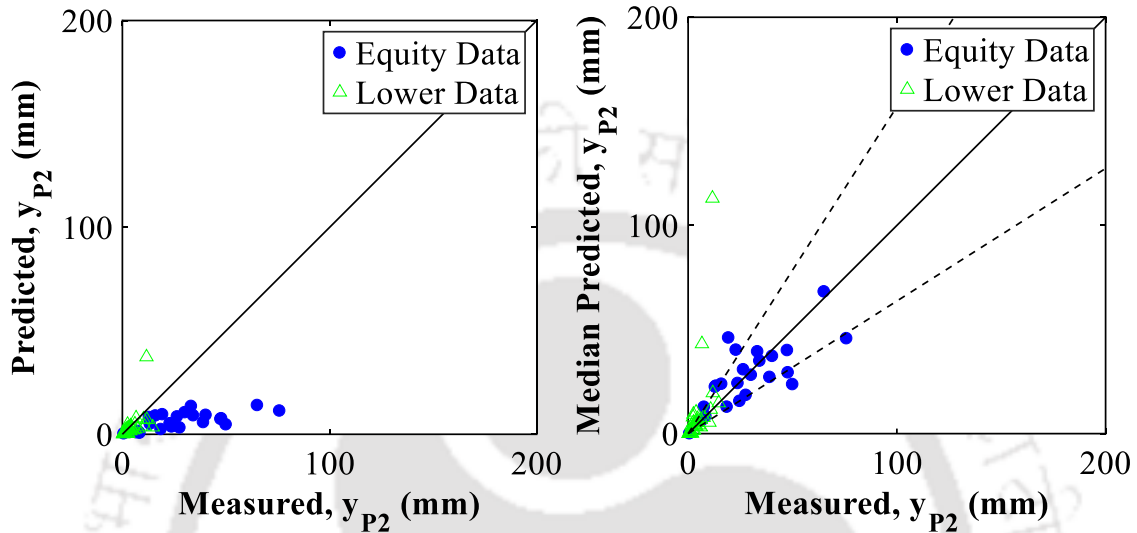 200
Equity Data
Lower Data
Predicted, yP2 (mm)
100
0
0
100
200
Measured, yP2 (mm)
200
Equity Data
Lower Data
Median Predicted, yP2 (mm)
100
0
0
100
200
Measured, yP2 (mm)